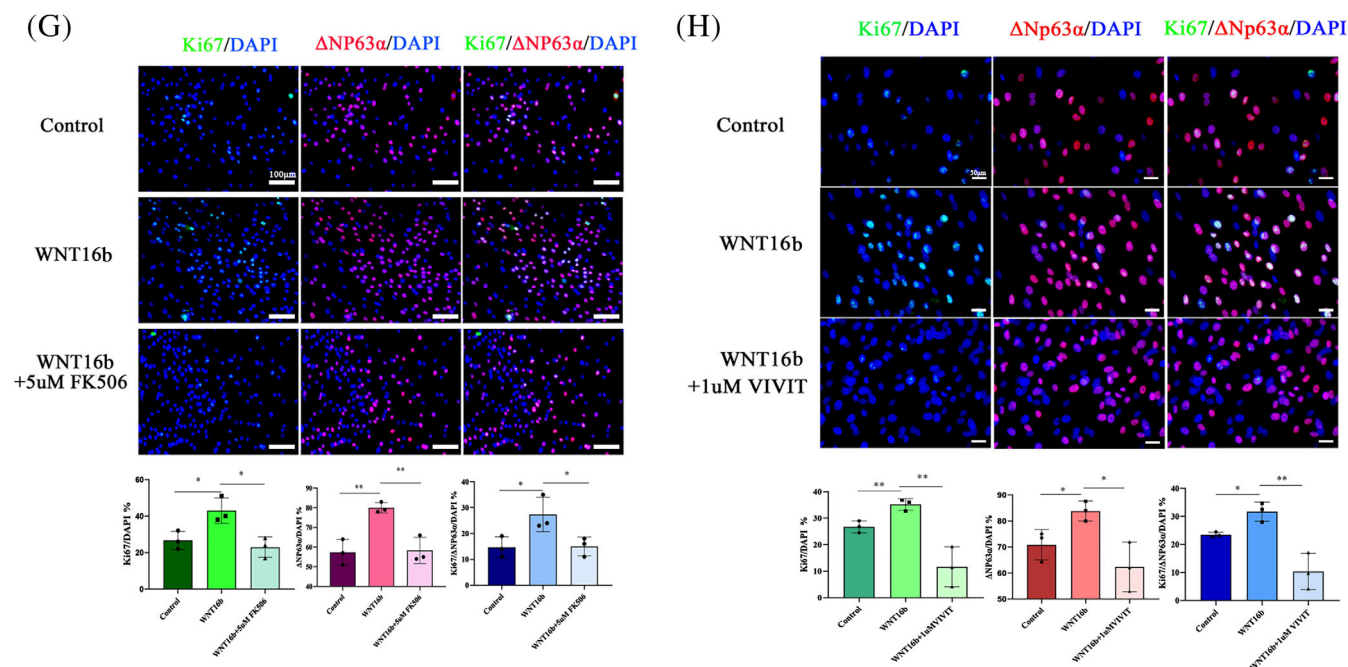 (G)
Ki67/DAPI
ΔNP63α/DAPI
Ki67/ΔNP63α/DAPI
Control
100μm
WNT16b
WNT16b
+5uM FK506
Ki67/DAPI %
60
40
20
0
*
*
Control
WNT16b
WNT16b+5uM FK506
ΔNP63α/DAPI %
90
80
70
60
50
40
**
**
Control
WNT16b
WNT16b+5uM FK506
Ki67/ΔNP63α/DAPI %
40
30
20
10
0
*
*
Control
WNT16b
WNT16b+5uM FK506
(H)
Ki67/DAPI
ΔNp63α/DAPI
Ki67/ΔNp63α/DAPI
Control
50μm
WNT16b
WNT16b
+1uM VIVIT
Ki67/DAPI %
40
30
20
10
0
**
**
Control
WNT16b
WNT16b+1uMVIVIT
ΔNP63α/DAPI %
100
90
80
70
60
50
*
*
Control
WNT16b
WNT16b+1uMVIVIT
Ki67/ΔNP63α/DAPI %
40
30
20
10
0
*
**
Control
WNT16b
WNT16b+1uM VIVIT